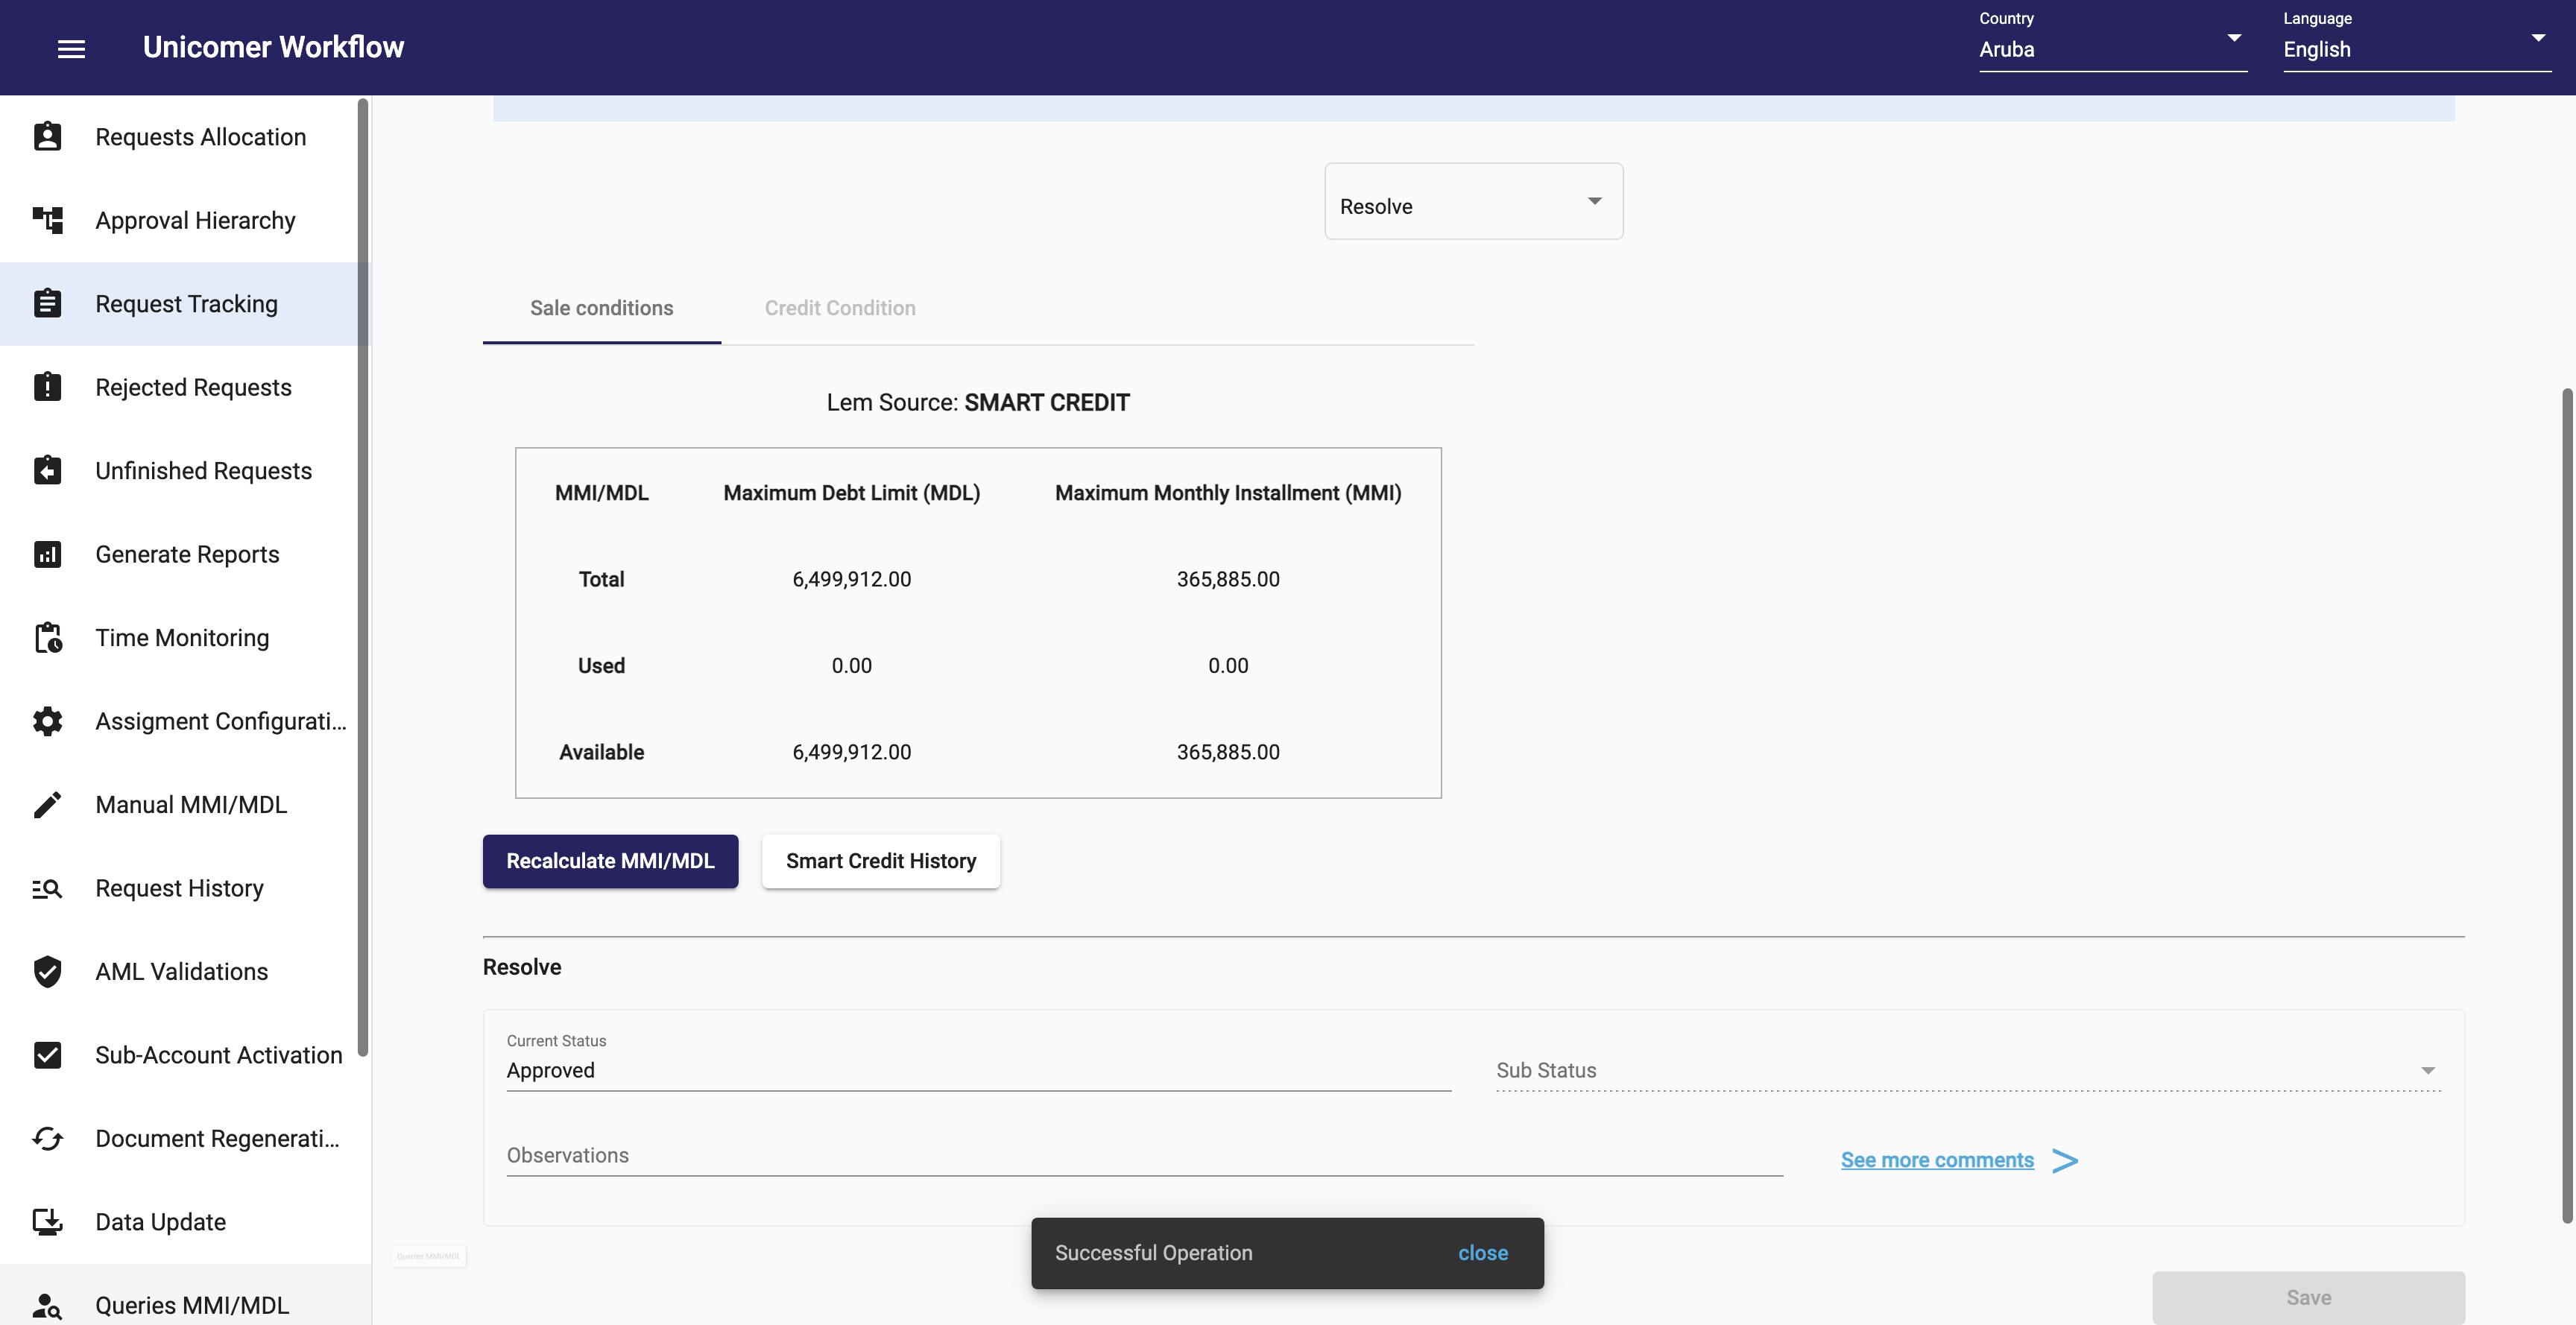 Unicomer Workflow
Country
Aruba
Language
English
Requests Allocation
Approval Hierarchy
Request Tracking
Rejected Requests
Unfinished Requests
Generate Reports
Time Monitoring
Assigment Configurati...
Manual MMI/MDL
Request History
AML Validations
Sub-Account Activation
Document Regenerati...
Data Update
Queries MMI/MDL
Resolve
Sale conditions
Credit Condition
Lem Source: SMART CREDIT
MMI/MDL Maximum Debt Limit (MDL) Maximum Monthly Installment (MMI)
Total 6,499,912.00 365,885.00
Used 0.00 0.00
Available 6,499,912.00 365,885.00
Recalculate MMI/MDL
Smart Credit History
Resolve
Current Status
Approved
Sub Status
Observations
See more comments >
Queries MMI/MDL
Successful Operation close
Save